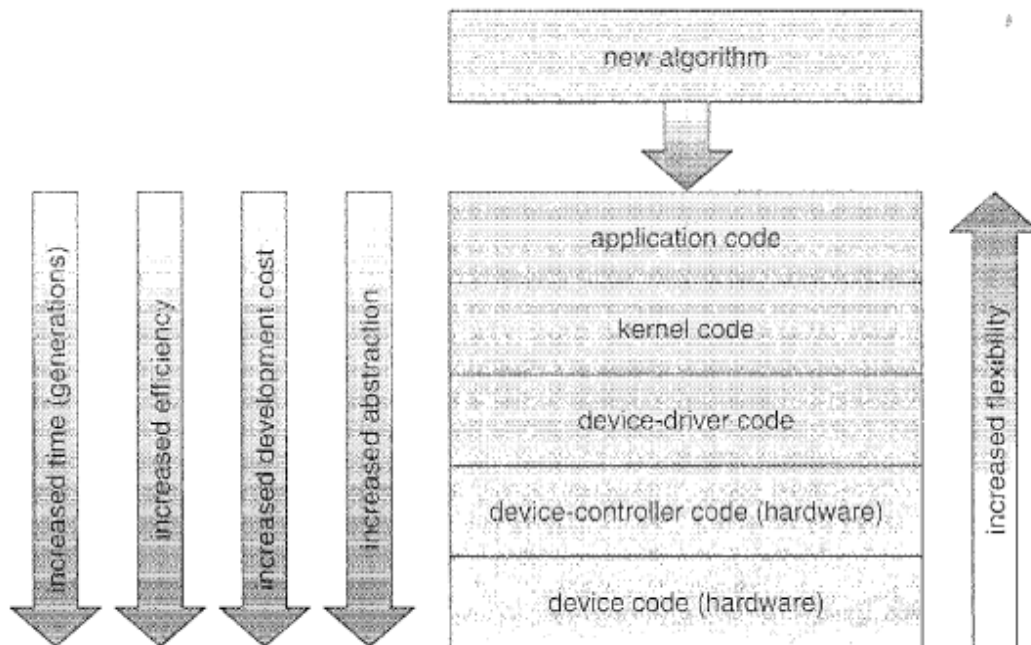 new algorithm
application code
kernel code
device-driver code
device-controller code (hardware)
device code (hardware)
increased time (generations)
increased efficiency
increased development cost
increased abstraction
increased flexibility